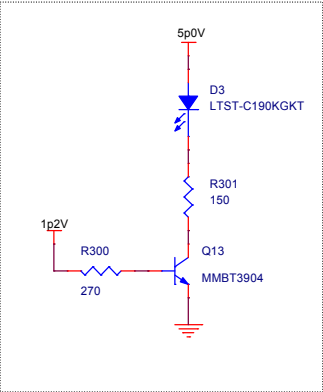 5p0V
D3
LTST-C190KGKT
R301
150
1p2V
R300
Q13
MMBT3904
270